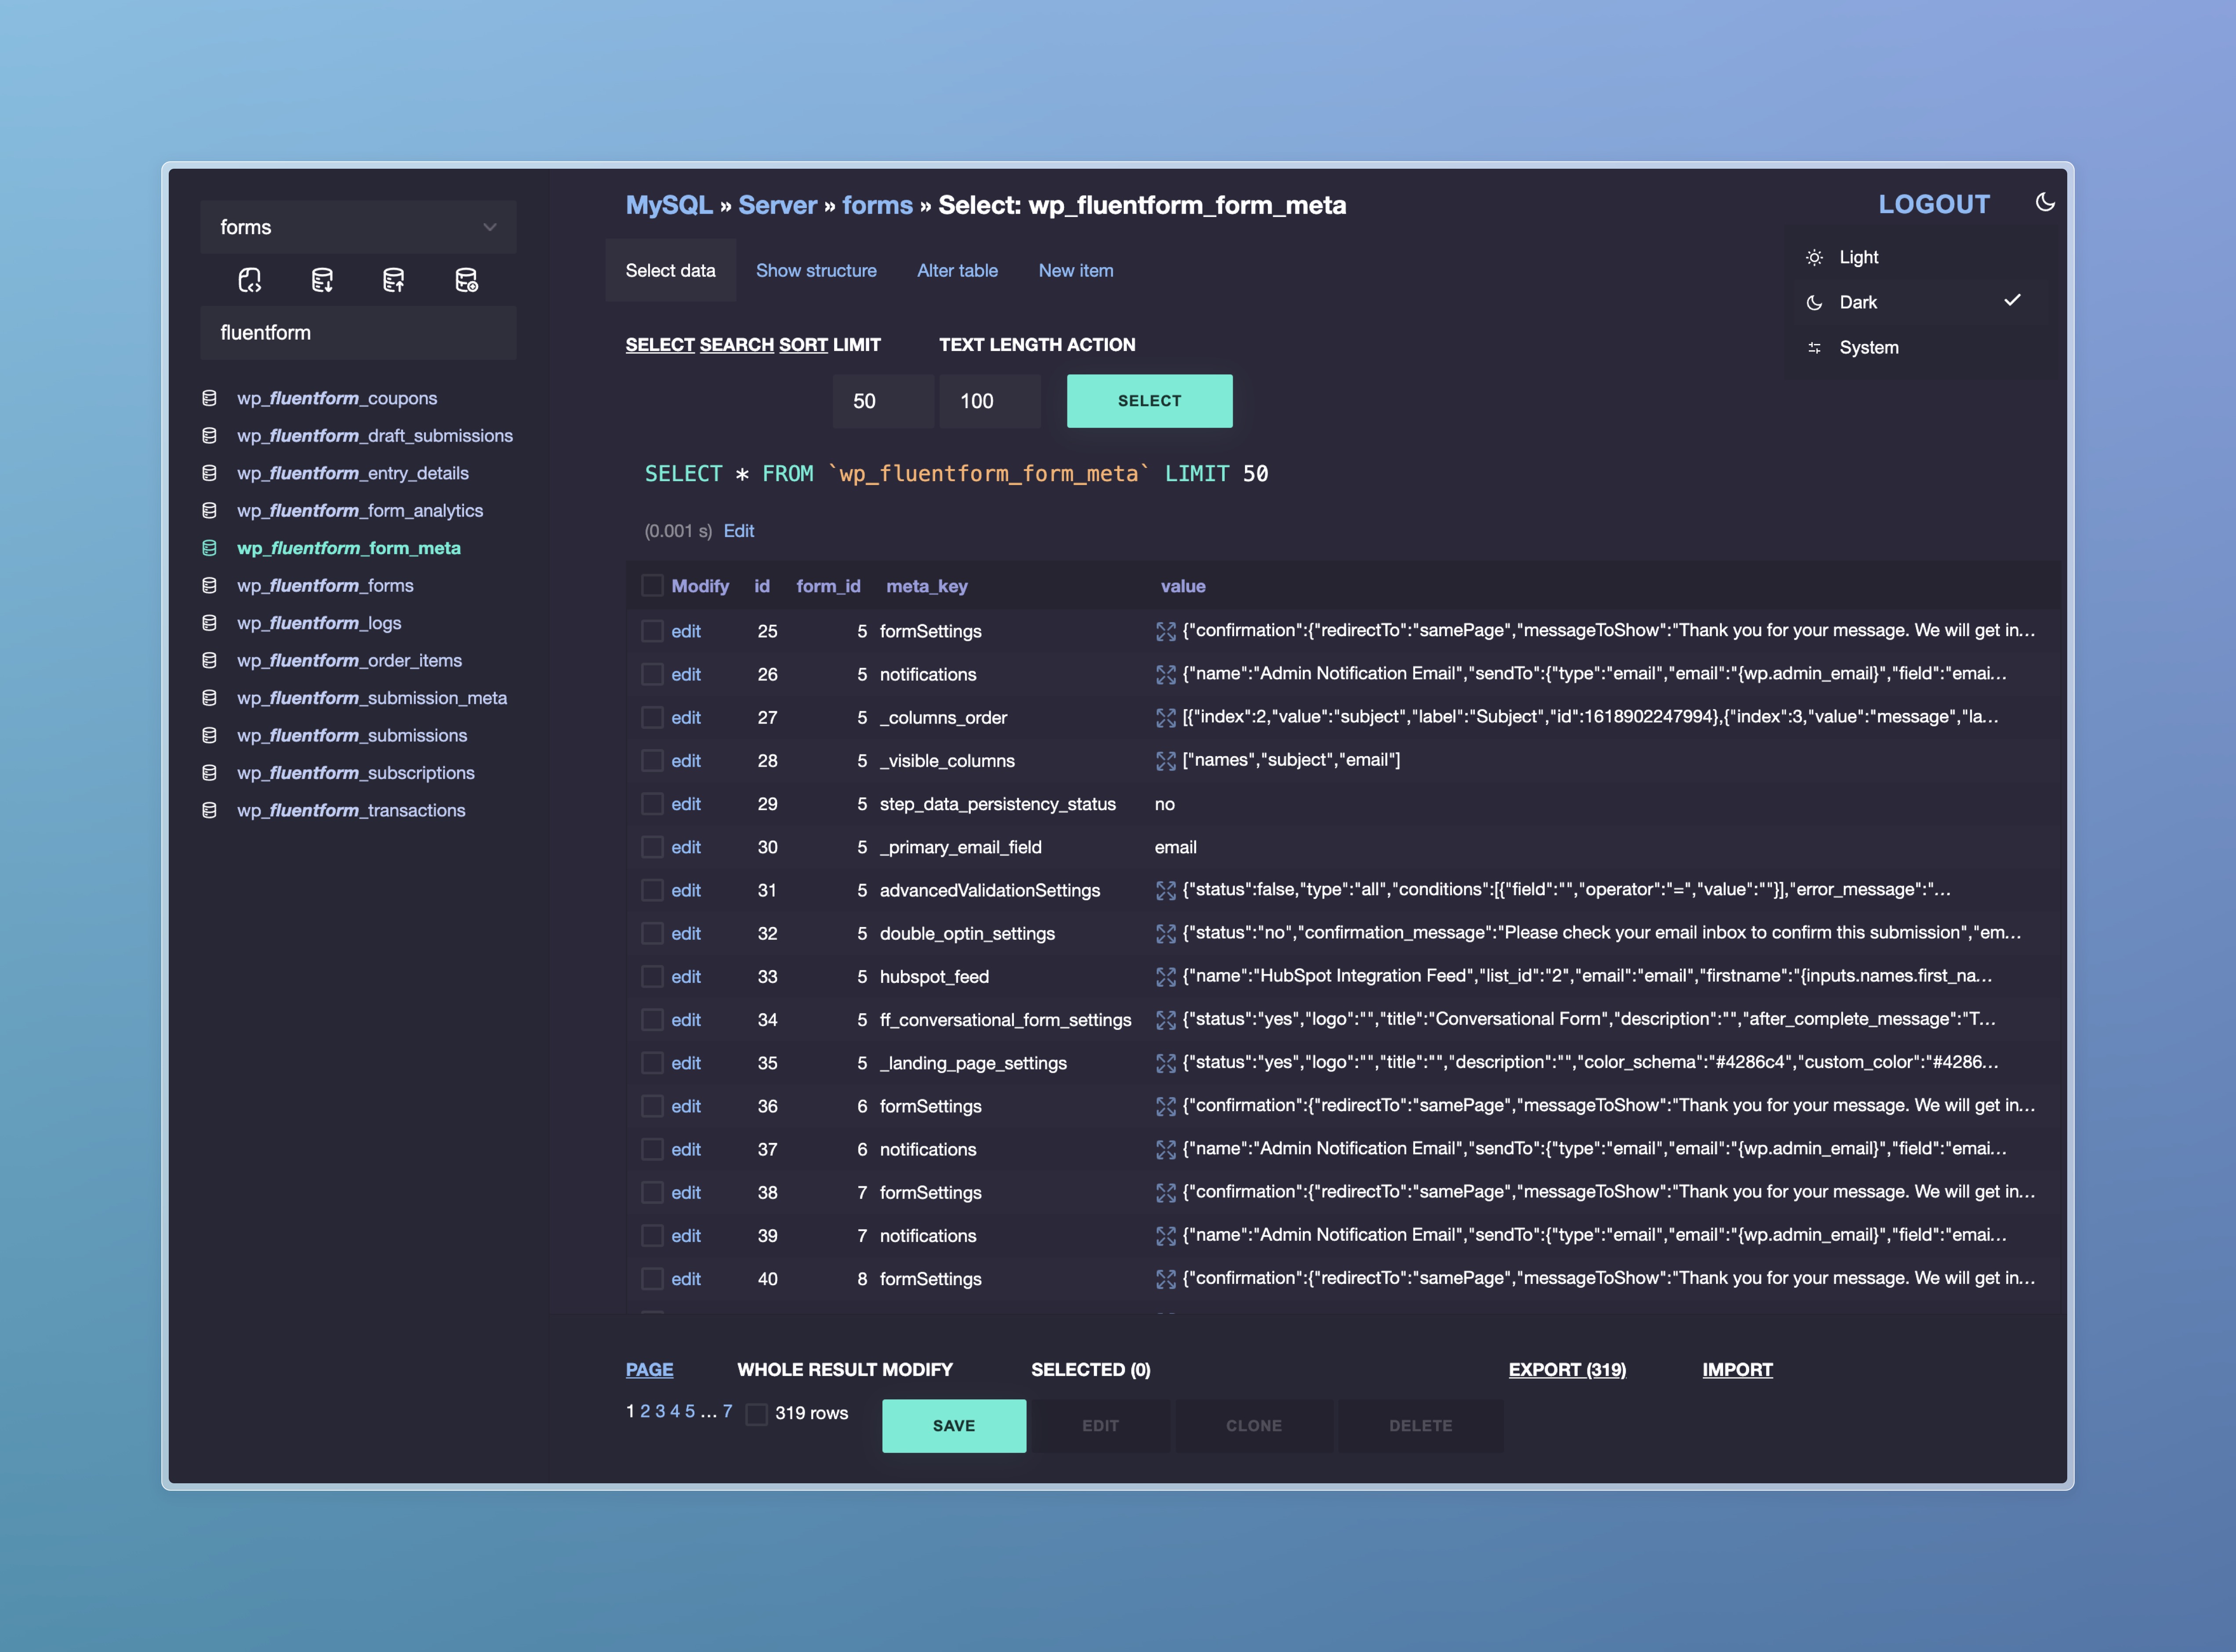 forms
fluentform
wp_fluentform_coupons
wp_fluentform_draft_submissions
wp_fluentform_entry_details
wp_fluentform_form_analytics
wp_fluentform_form_meta
wp_fluentform_forms
wp_fluentform_logs
wp_fluentform_order_items
wp_fluentform_submission_meta
wp_fluentform_submissions
wp_fluentform_subscriptions
wp_fluentform_transactions
MySQL » Server » forms » Select: wp_fluentform_form_meta
LOGOUT
Light
Dark
System
Select data Show structure Alter table New item
SELECT SEARCH SORT LIMIT TEXT LENGTH ACTION
50 100 SELECT
SELECT * FROM `wp_fluentform_form_meta` LIMIT 50
(0.001 s) Edit
Modify id form_id meta_key value
edit 25 5 formSettings {"confirmation":{"redirectTo":"samePage","messageToShow":"Thank you for your message. We will get in...
edit 26 5 notifications {"name":"Admin Notification Email","sendTo":{"type":"email","email":"{wp.admin_email}","field":"emai...
edit 27 5 _columns_order [{"index":2,"value":"subject","label":"Subject","id":1618902247994},{"index":3,"value":"message","la...
edit 28 5 _visible_columns ["names","subject","email"]
edit 29 5 step_data_persistency_status no
edit 30 5 _primary_email_field email
edit 31 5 advancedValidationSettings {"status":false,"type":"all","conditions":[{"field":"","operator":"=","value":""}],"error_message":"...
edit 32 5 double_optin_settings {"status":"no","confirmation_message":"Please check your email inbox to confirm this submission","em...
edit 33 5 hubspot_feed {"name":"HubSpot Integration Feed","list_id":"2","email":"email","firstname":"{inputs.names.first_na...
edit 34 5 ff_conversational_form_settings {"status":"yes","logo":"","title":"Conversational Form","description":"","after_complete_message":"T...
edit 35 5 _landing_page_settings {"status":"yes","logo":"","title":"","description":"","color_schema":"#4286c4","custom_color":"#4286...
edit 36 6 formSettings {"confirmation":{"redirectTo":"samePage","messageToShow":"Thank you for your message. We will get in...
edit 37 6 notifications {"name":"Admin Notification Email","sendTo":{"type":"email","email":"{wp.admin_email}","field":"emai...
edit 38 7 formSettings {"confirmation":{"redirectTo":"samePage","messageToShow":"Thank you for your message. We will get in...
edit 39 7 notifications {"name":"Admin Notification Email","sendTo":{"type":"email","email":"{wp.admin_email}","field":"emai...
edit 40 8 formSettings {"confirmation":{"redirectTo":"samePage","messageToShow":"Thank you for your message. We will get in...
PAGE WHOLE RESULT MODIFY SELECTED (0) EXPORT (319) IMPORT
1 2 3 4 5 ... 7 319 rows SAVE EDIT CLONE DELETE